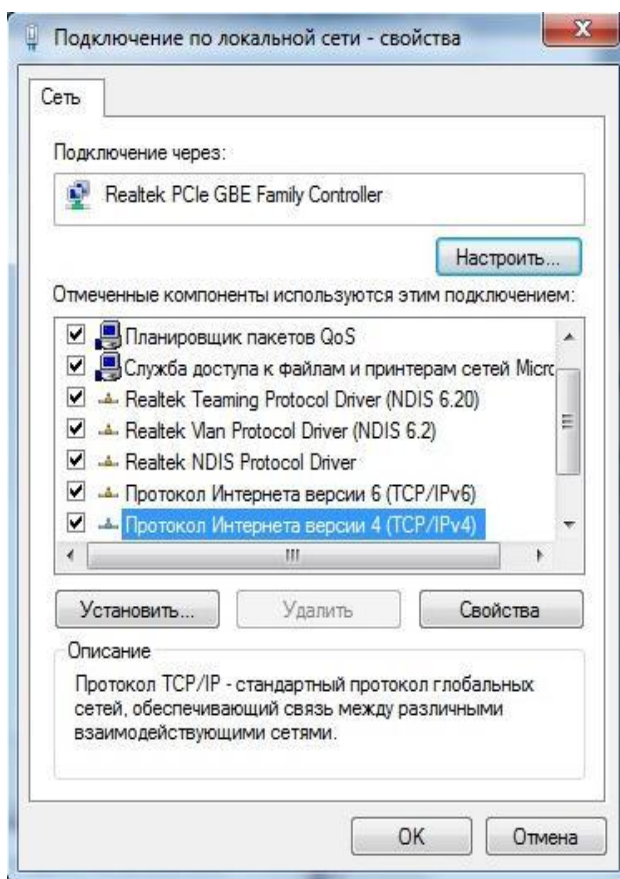 Подключение по локальной сети - свойства
Сеть
Подключение через:
Realtek PCIe GBE Family Controller
Настроить...
Отмеченные компоненты используются этим подключением:
Планировщик пакетов QoS
Служба доступа к файлам и принтерам сетей Micro
Realtek Teaming Protocol Driver (NDIS 6.20)
Realtek Vlan Protocol Driver (NDIS 6.2)
Realtek NDIS Protocol Driver
Протокол Интернета версии 6 (TCP/IPv6)
Протокол Интернета версии 4 (TCP/IPv4)
Установить...
Удалить
Свойства
Описание
Протокол TCP/IP - стандартный протокол глобальных
сетей, обеспечивающий связь между различными
взаимодействующими сетями.
OK
Отмена